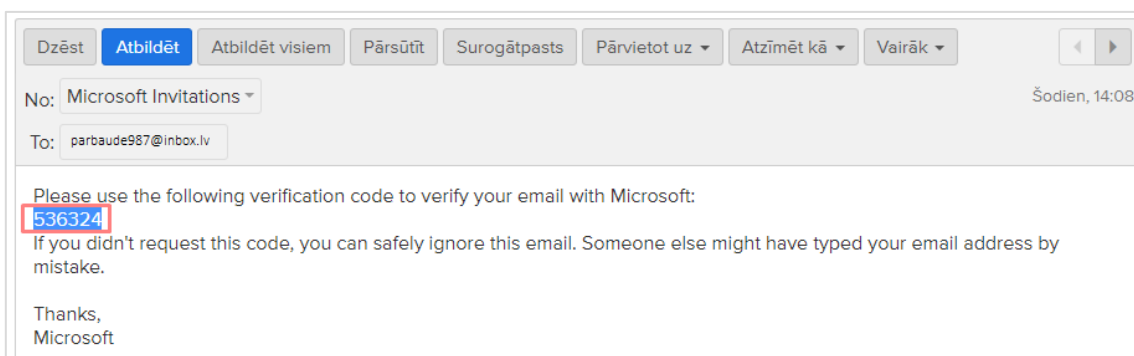 Dzēst Atbildēt Atbildēt visiem Pārsūtīt Surogātpasts Pārvietot uz Atzīmēt kā Vairāk
No: Microsoft Invitations Šodien, 14:08
To: parbaude987@inbox.lv
Please use the following verification code to verify your email with Microsoft:
536324
If you didn't request this code, you can safely ignore this email. Someone else might have typed your email address by
mistake.
Thanks,
Microsoft